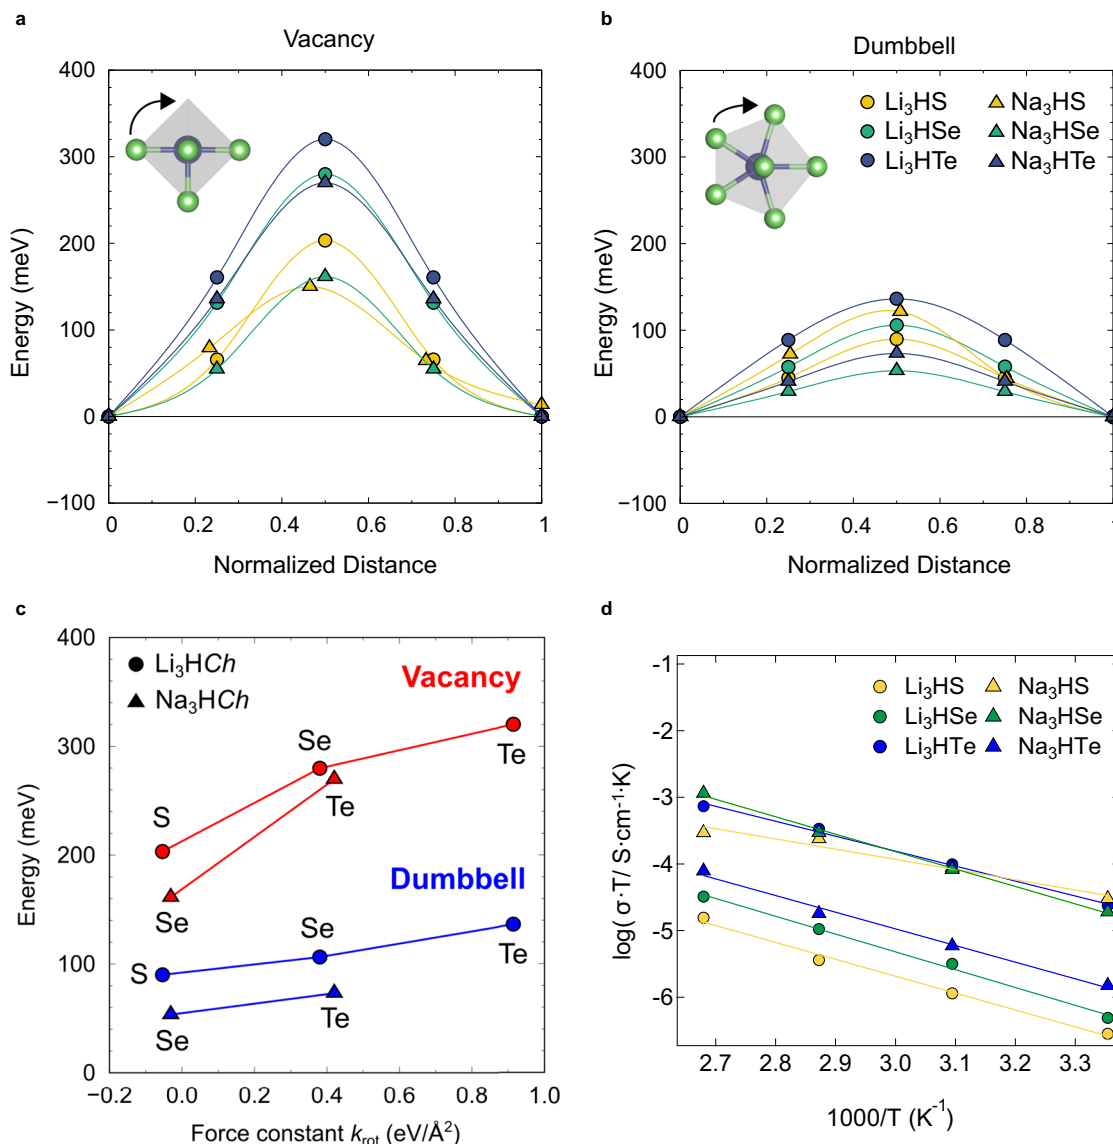 a
Vacancy
400
300
200
100
0
−100
0
0.2
0.4
0.6
0.8
1
Energy (meV)
Normalized Distance
b
Dumbbell
Li3HS
Na3HS
Li3HSe
Na3HSe
Li3HTe
Na3HTe
400
300
200
100
0
−100
0
0.2
0.4
0.6
0.8
1
Energy (meV)
Normalized Distance
c
Li3HCh
Na3HCh
Vacancy
Dumbbell
S
Se
Se
Te
Te
S
Se
Se
Te
Te
400
300
200
100
0
−0.2
0.0
0.2
0.4
0.6
0.8
1.0
Energy (meV)
Force constant krot (eV/Å²)
d
Li3HS
Na3HS
Li3HSe
Na3HSe
Li3HTe
Na3HTe
-1
-2
-3
-4
-5
-6
2.7
2.8
2.9
3.0
3.1
3.2
3.3
log( σ·T/ S·cm⁻¹·K)
1000/T (K⁻¹)